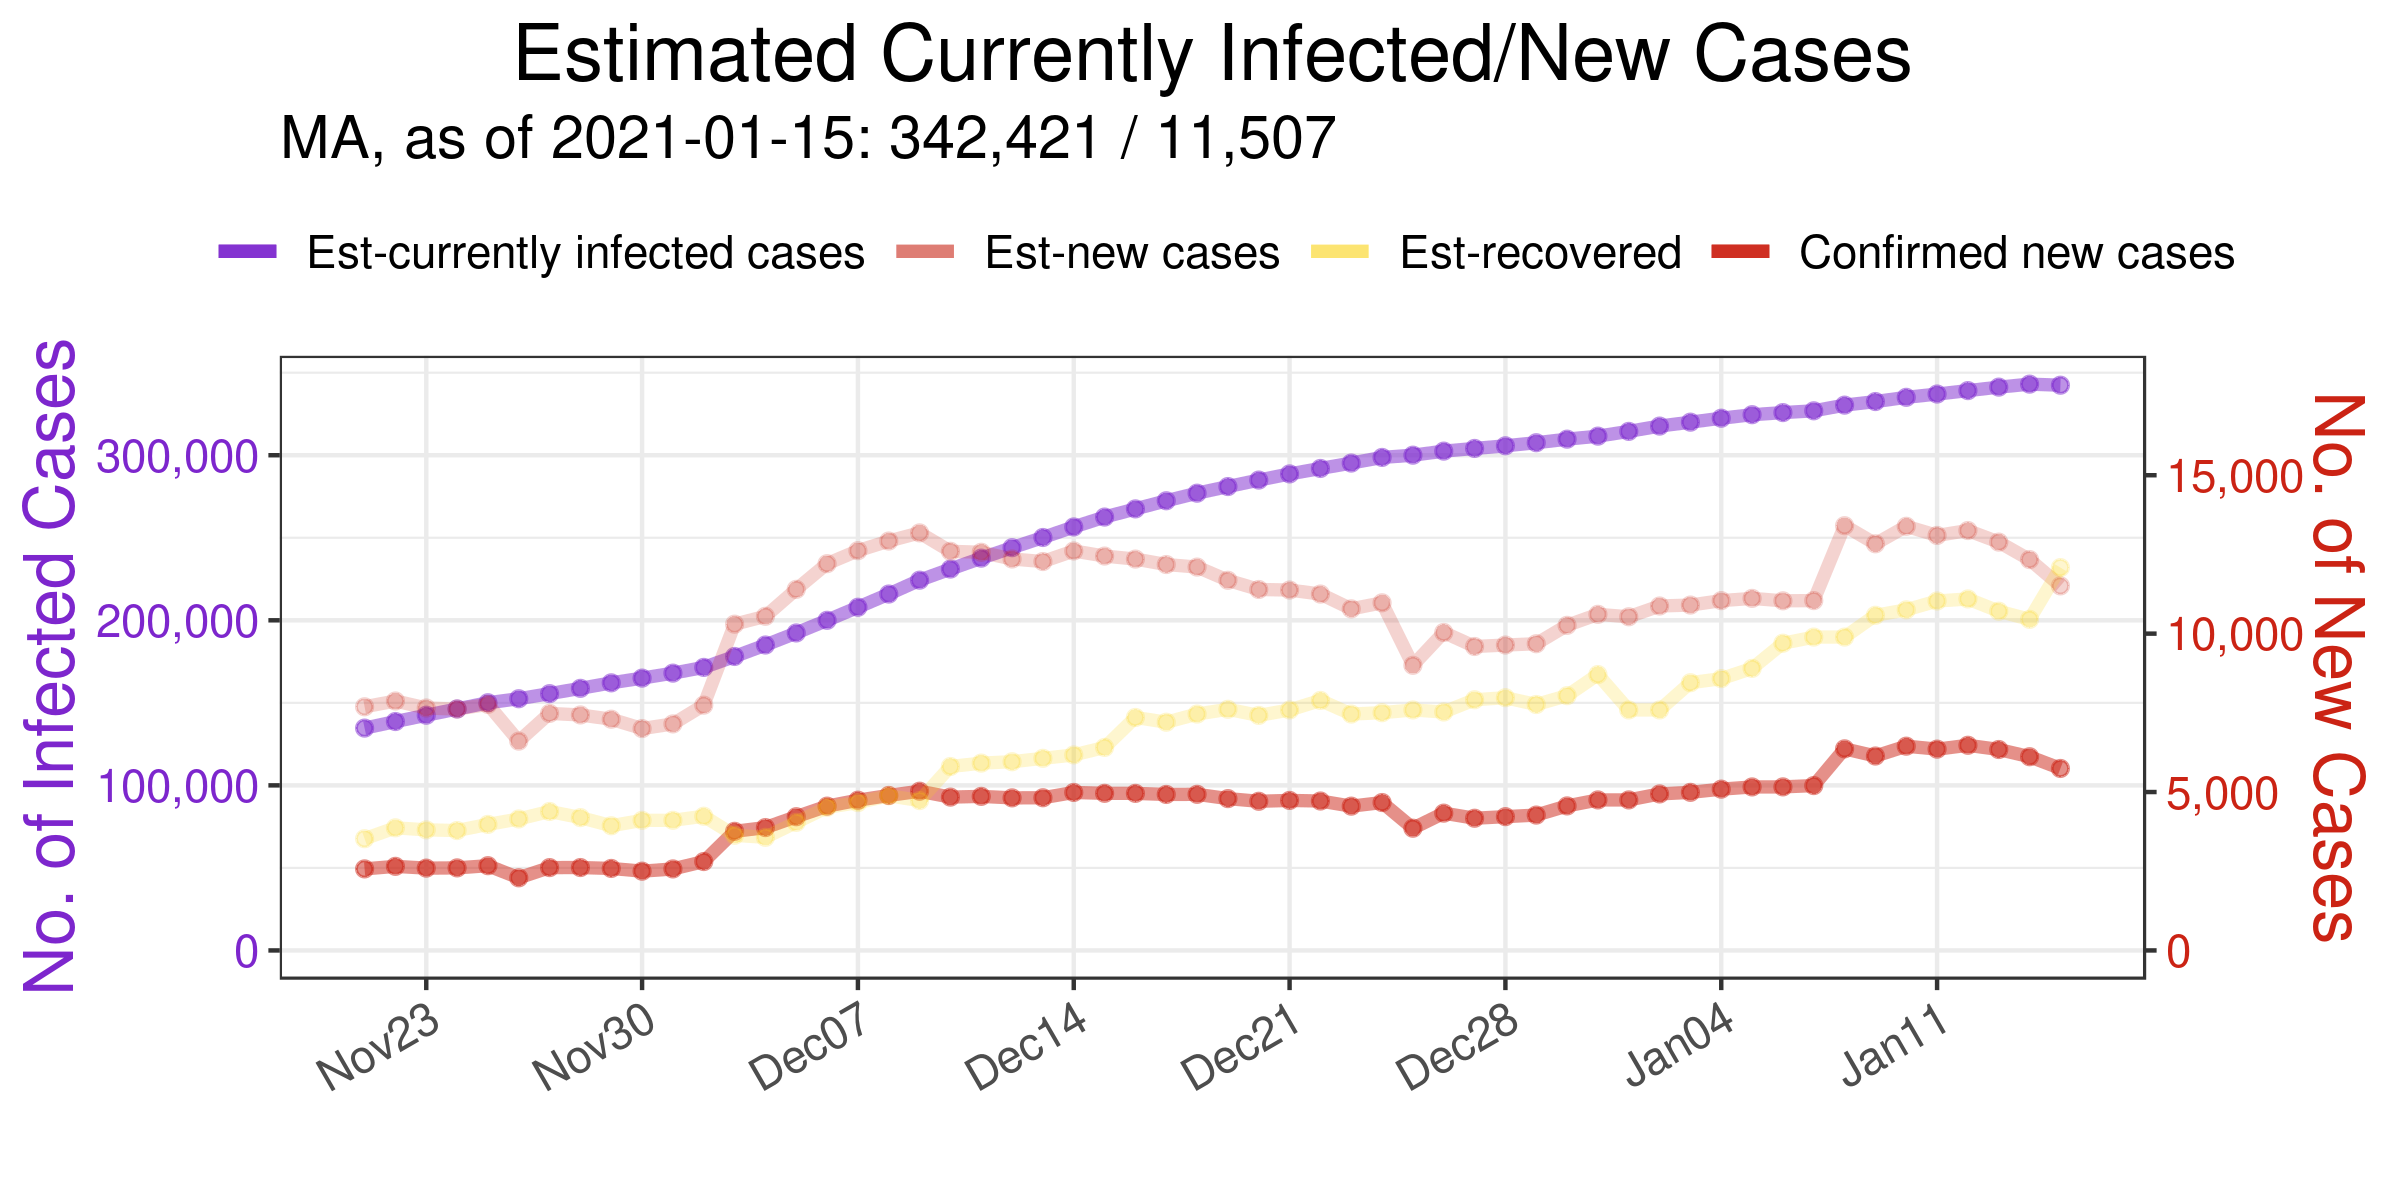 Estimated Currently Infected/New Cases
MA, as of 2021-01-15: 342,421 / 11,507
Est-currently infected cases Est-new cases Est-recovered Confirmed new cases
No. of Infected Cases
300,000
200,000
100,000
0
15,000
10,000
5,000
0
No. of New Cases
Nov23 Nov30 Dec07 Dec14 Dec21 Dec28 Jan04 Jan11